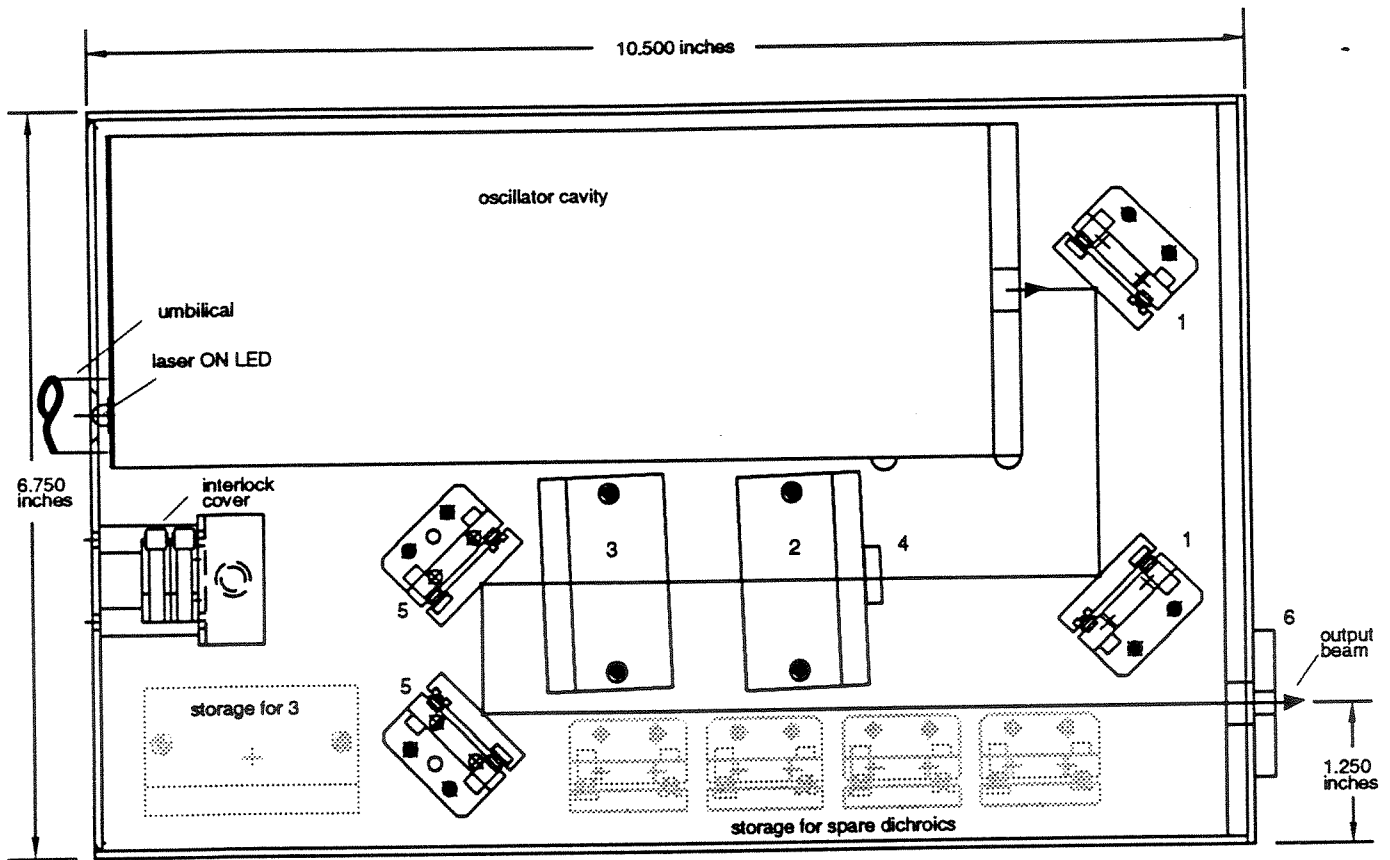 10.500 inches
oscillator cavity
umbilical
1
laser ON LED
6.750
inches
interlock
cover
3
2
4
1
5
6
output
beam
5
storage for 3
1.250
inches
storage for spare dichroics